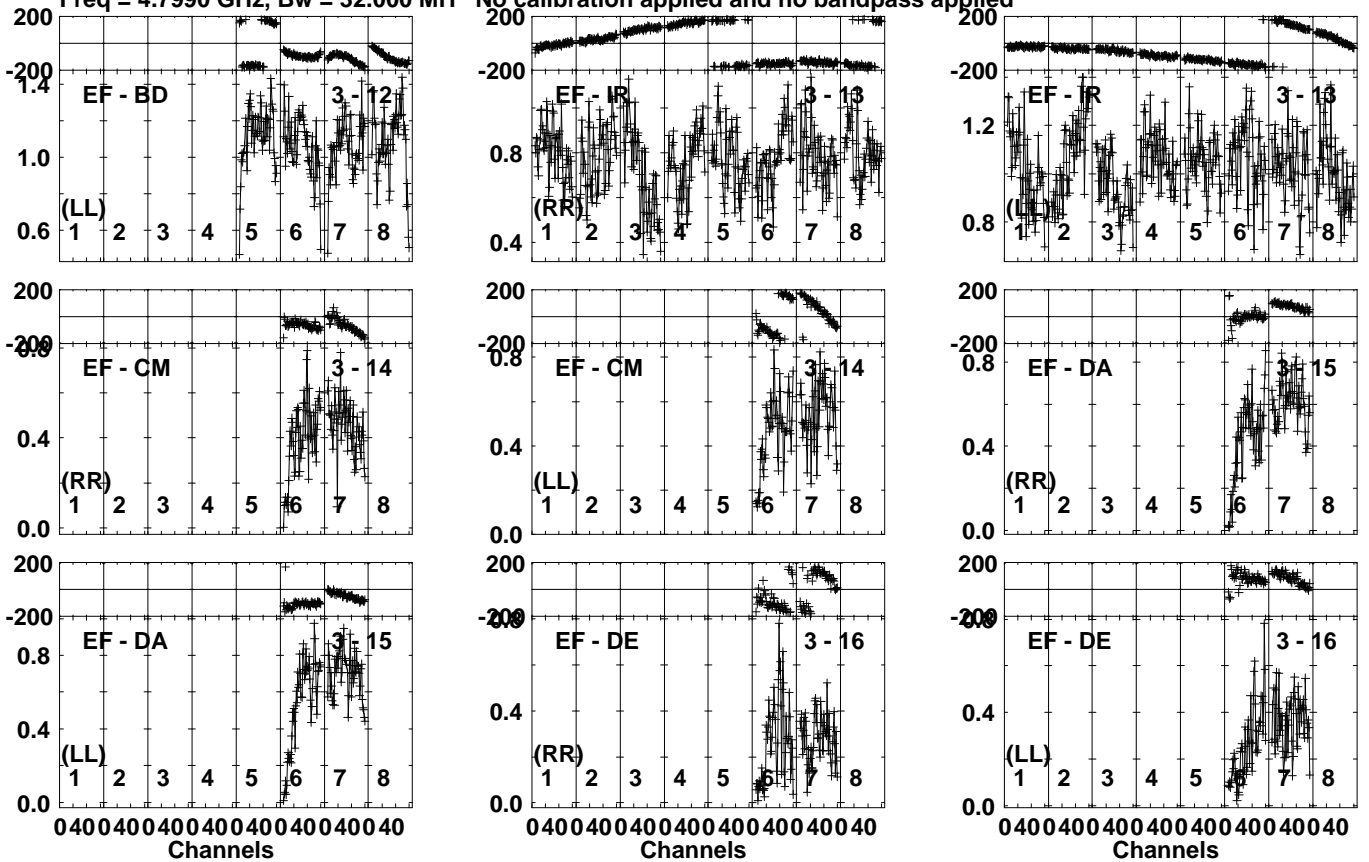 Freq = 4.7990 GHz, Bw = 32.000 MH No calibration applied and no bandpass applied
200 200 200
-200 -200 -200
1.4
EF - BD 3 - 12 EF - IR 3 - 13 EF - IR 3 - 13
1.2
1.0 0.8
(LL) (RR) (LL)
0.6 0.4 0.8
1 2 3 4 5 6 7 8 1 2 3 4 5 6 7 8 1 2 3 4 5 6 7 8
200 200 200
-200 -200 -200
0.8 0.8 0.8
EF - CM 3 - 14 EF - CM 3 - 14 EF - DA 3 - 15
0.4 0.4 0.4
(RR) (LL) (RR)
1 2 3 4 5 6 7 8 1 2 3 4 5 6 7 8 1 2 3 4 5 6 7 8
0.0 0.0 0.0
200 200 200
-200 -200 -200
0.8 0.8
EF - DA 3 - 15 EF - DE 3 - 16 EF - DE 3 - 16
0.8
0.4 0.4 0.4
(LL) (RR) (LL)
1 2 3 4 5 6 7 8 1 2 3 4 5 6 7 8 1 2 3 4 5 6 7 8
0.0 0.0 0.0
0 40 0 40 0 40 0 40 0 40 0 40 0 40 0 40 0 40 0 40 0 40 0 40 0 40 0 40 0 40 0 40 0 40 0 40 0 40 0 40 0 40 0 40 0 40 0 40
Channels Channels Channels